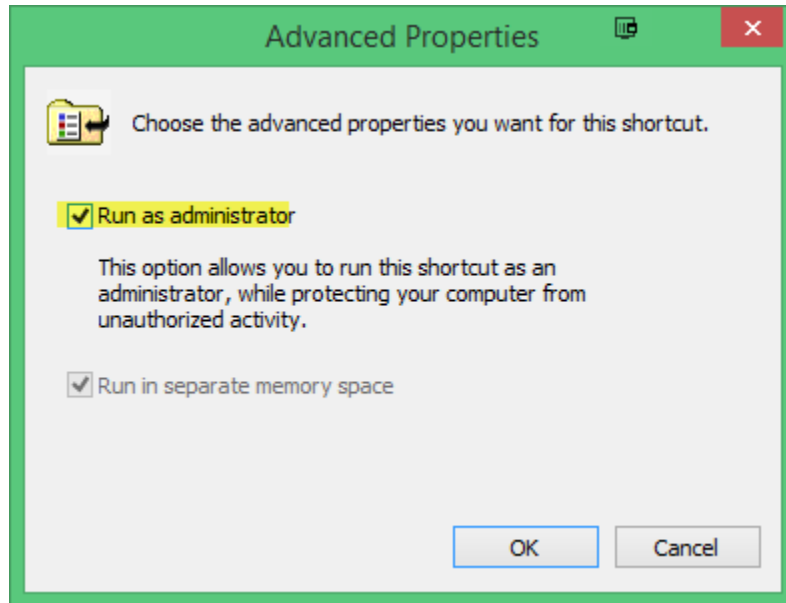 Advanced Properties
Choose the advanced properties you want for this shortcut.
Run as administrator
This option allows you to run this shortcut as an
administrator, while protecting your computer from
unauthorized activity.
Run in separate memory space
OK
Cancel